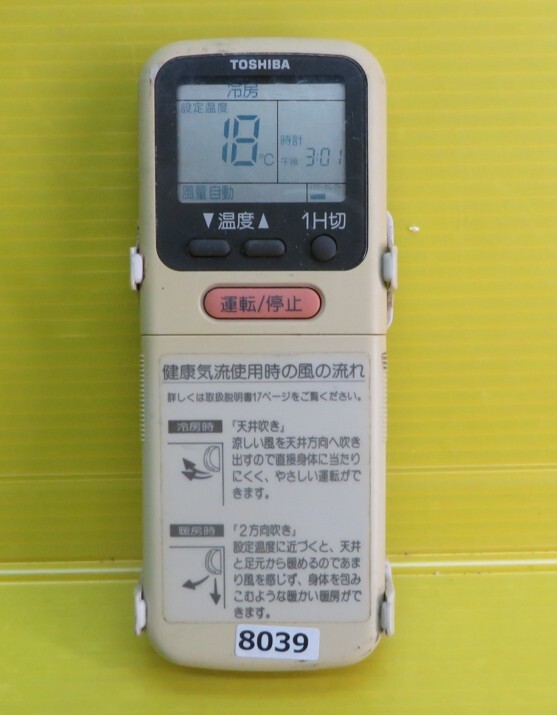 TOSHIBA
冷房
設定温度
18℃
時計
午後 3:01
風量 自動
▼温度▲ 1H切
運転/停止
健康気流使用時の風の流れ
詳しくは取扱説明書17ページをご覧ください。
冷房時 「天井吹き」
涼しい風を天井方向へ吹き
出すので直接身体に当たり
にくく、やさしい運転がで
きます。
暖房時 「2方向吹き」
設定温度に近づくと、天井
と足元から暖めるのであま
り風を感じず、身体を包み
こむような暖かい暖房がで
きます。
8039